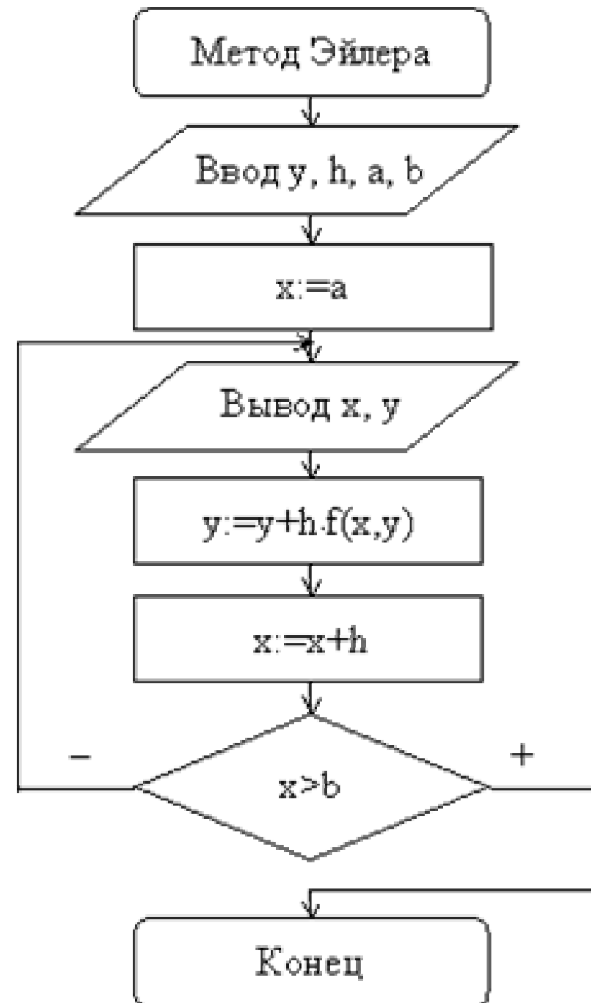 Метод Эйлера
Ввод y, h, a, b
x:=a
Вывод x, y
y:=y+h·f(x,y)
x:=x+h
–
+
x>b
Конец